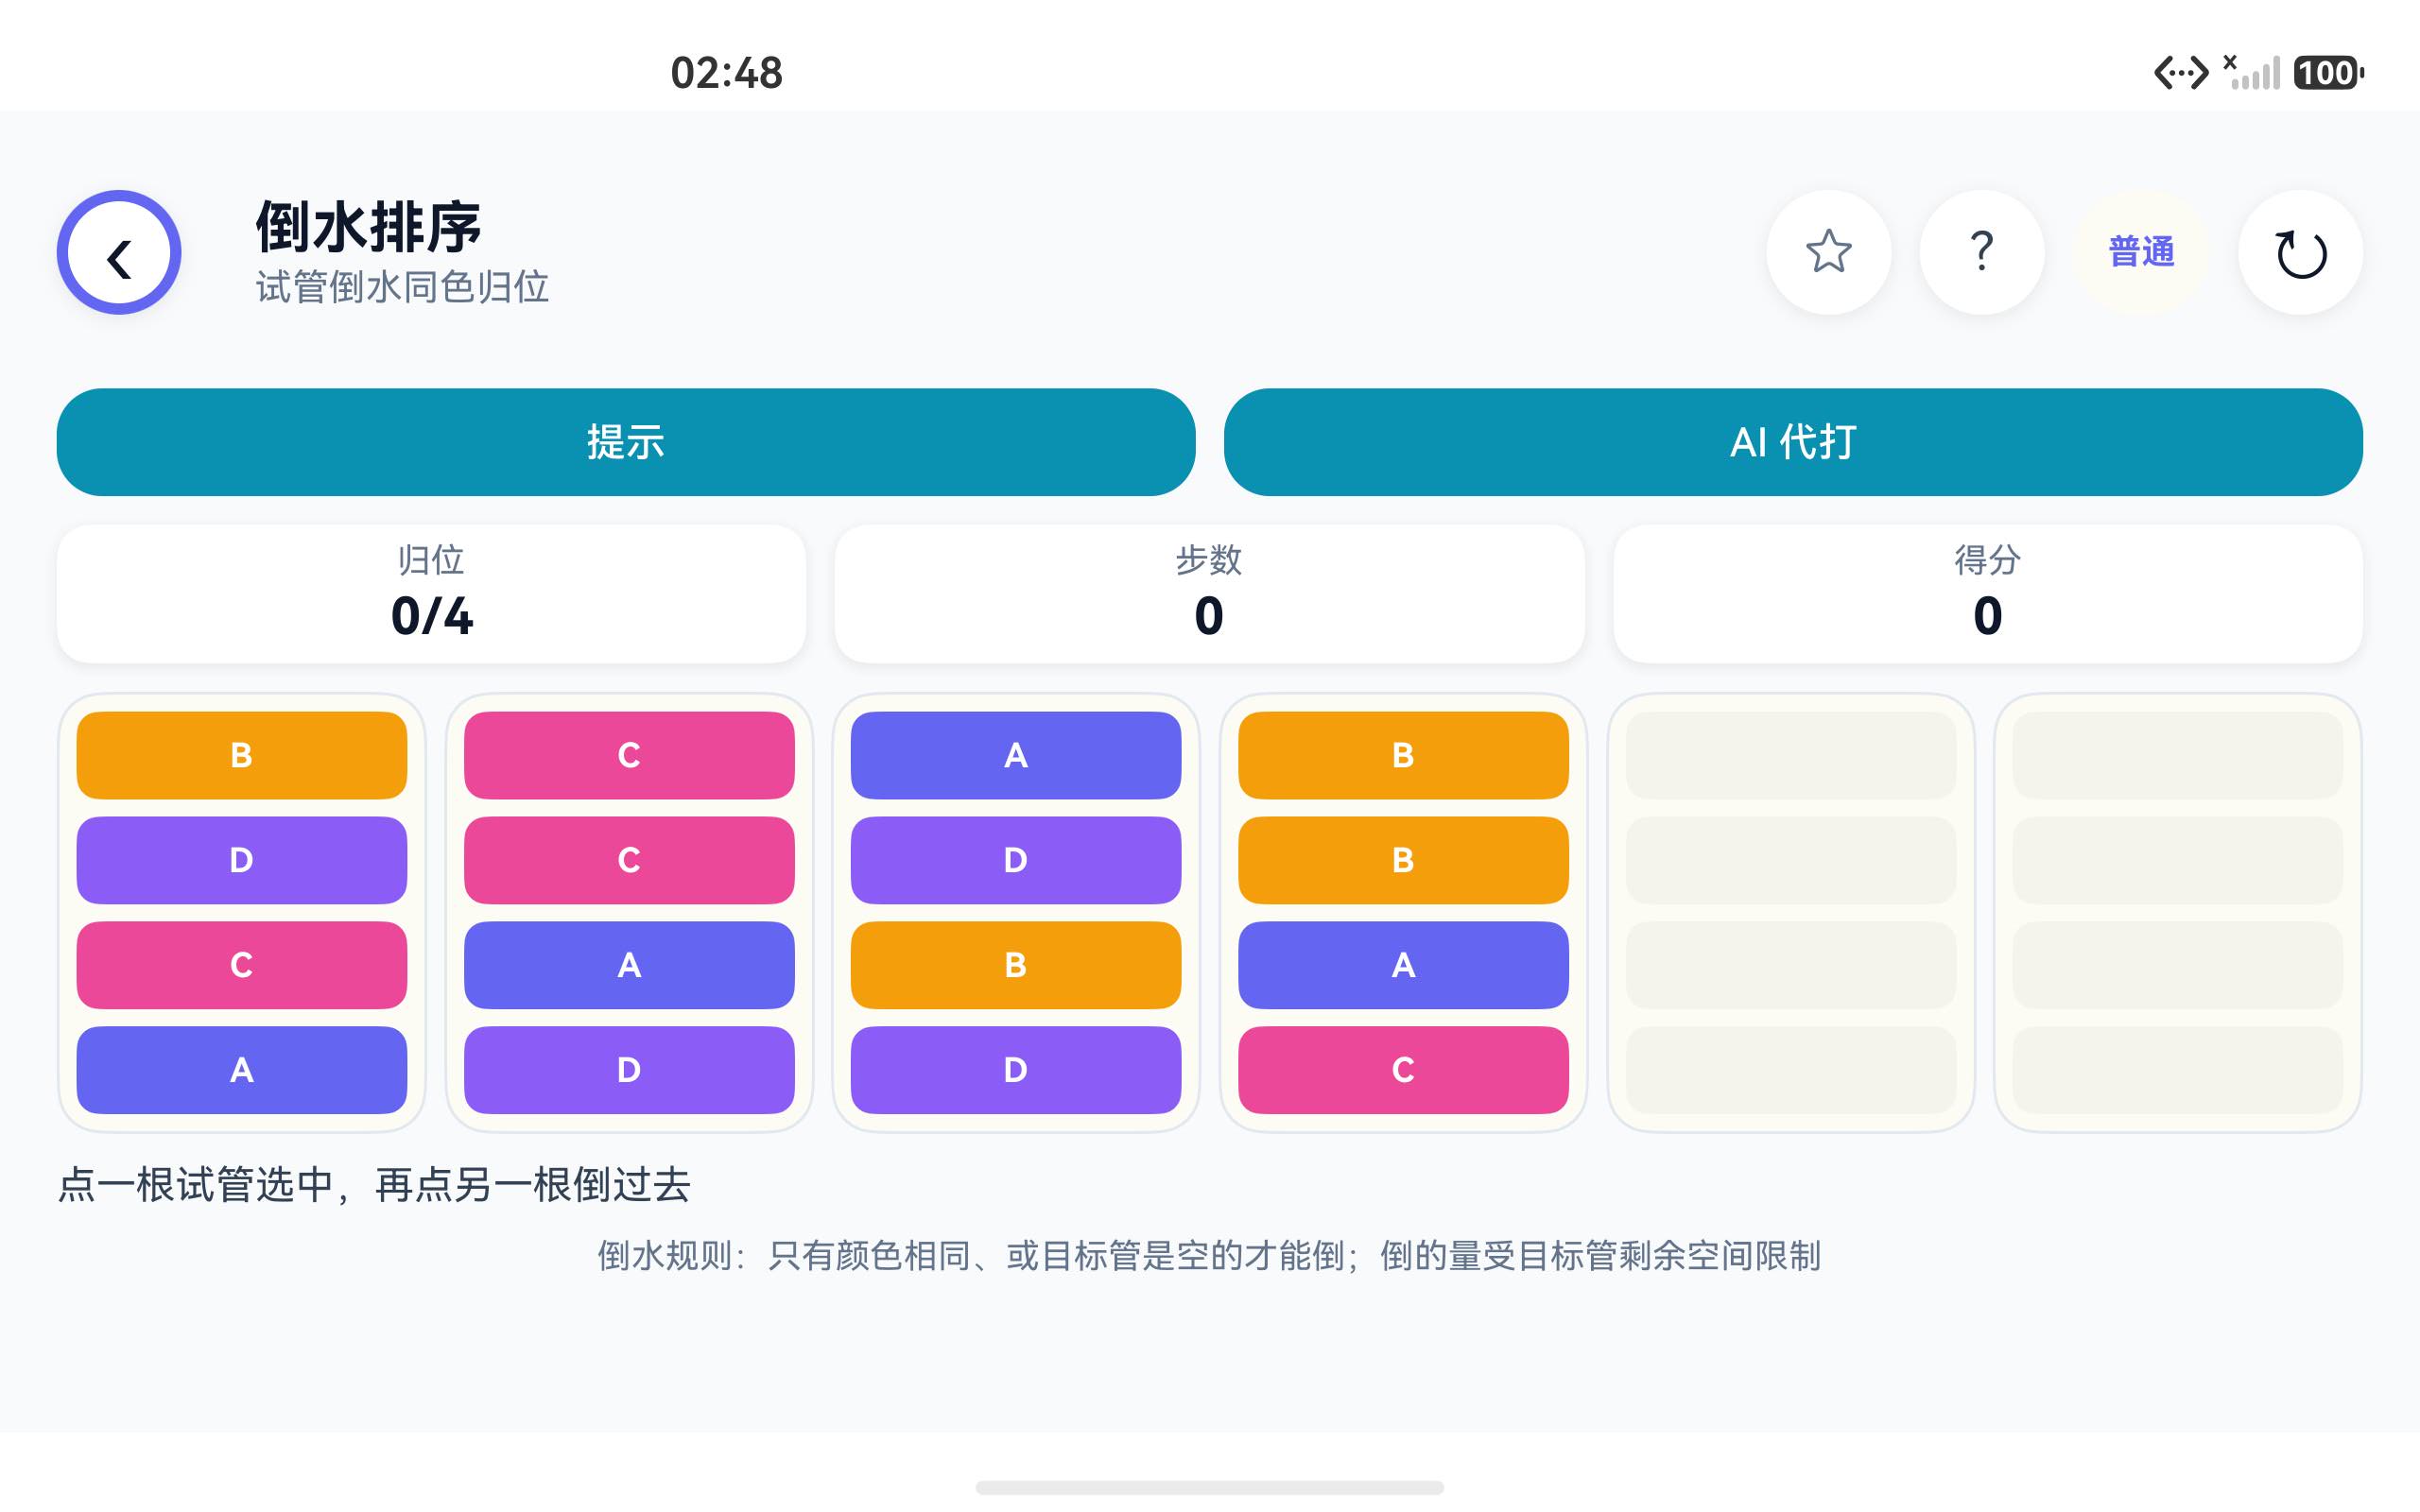 02:48
100
倒水排序
试管倒水同色归位
?
普通
提示
AI 代打
归位
0/4
步数
0
得分
0
B C A B
D C D B
C A B A
A D D C
点一根试管选中，再点另一根倒过去
倒水规则：只有颜色相同、或目标管是空的才能倒；倒的量受目标管剩余空间限制